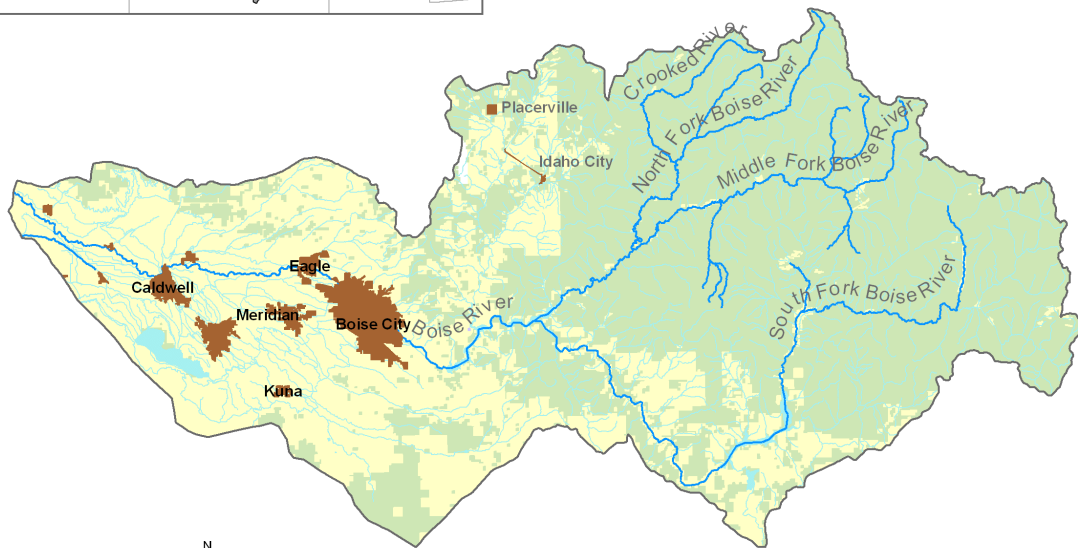 Crooked River
Placerville
North Fork Boise River
Idaho City
Middle Fork Boise River
Eagle
Caldwell
South Fork Boise River
Meridian
Boise City
Boise River
Kuna
N